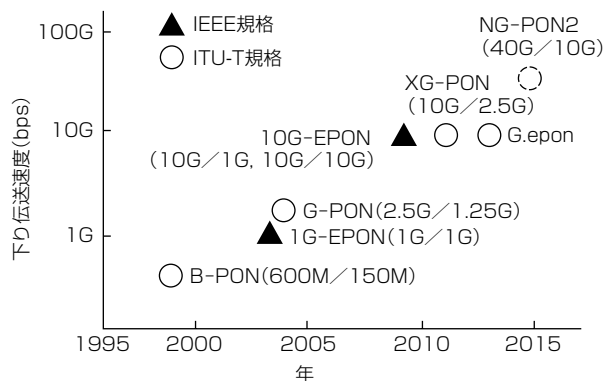 100G
10G
1G
下り伝送速度(bps)
▲ IEEE規格
○ ITU-T規格
NG-PON2
(40G/10G)
XG-PON
(10G/2.5G)
10G-EPON
(10G/1G, 10G/10G)
G.epon
G-PON(2.5G/1.25G)
1G-EPON(1G/1G)
B-PON(600M/150M)
1995 2000 2005 2010 2015
年